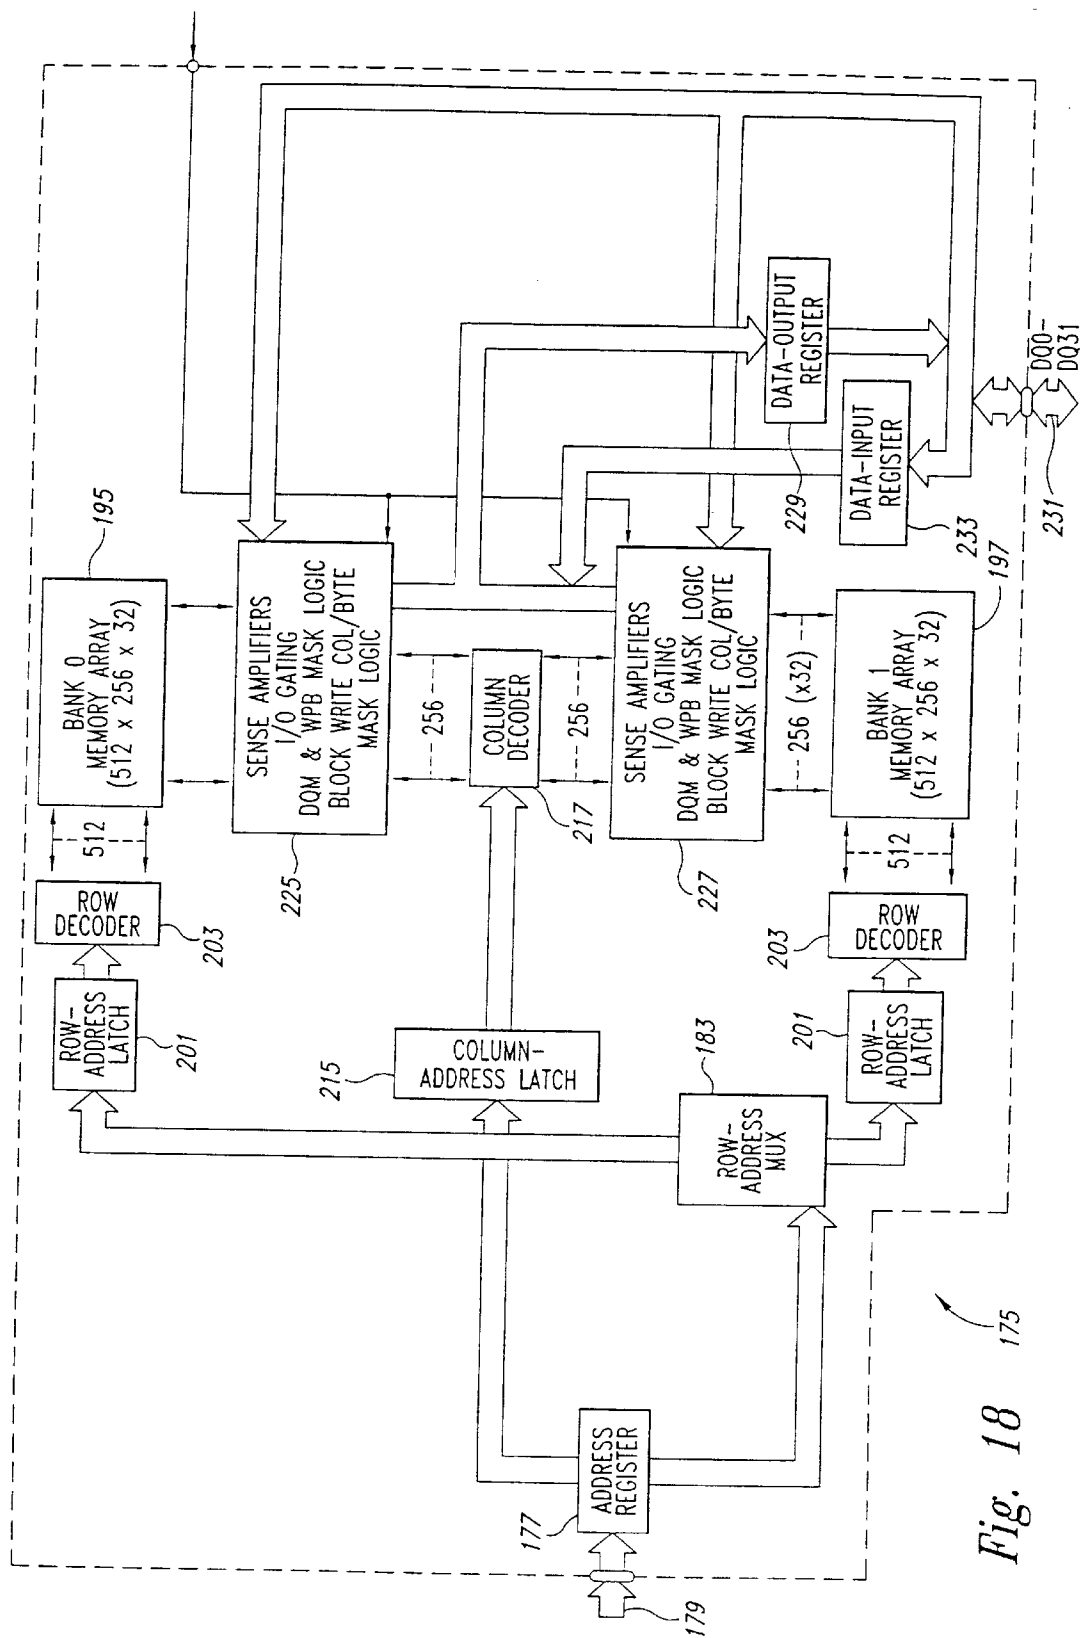 BANK 0
MEMORY ARRAY
(512 x 256 x 32)
195
512
ROW
DECODER
203
ROW-
ADDRESS
LATCH
201
SENSE AMPLIFIERS
I/O GATING
DQM & WPB MASK LOGIC
BLOCK WRITE COL/BYTE
MASK LOGIC
225
256
COLUMN
DECODER
217
256
COLUMN-
ADDRESS LATCH
215
SENSE AMPLIFIERS
I/O GATING
DQM & WPB MASK LOGIC
BLOCK WRITE COL/BYTE
MASK LOGIC
227
256 (x32)
BANK 1
MEMORY ARRAY
(512 x 256 x 32)
197
512
ROW
DECODER
203
ROW-
ADDRESS
LATCH
201
ROW-
ADDRESS
MUX
183
ADDRESS
REGISTER
177
179
DATA-OUTPUT
REGISTER
229
DATA-INPUT
REGISTER
233
DQ0-
DQ31
231
175
Fig. 18